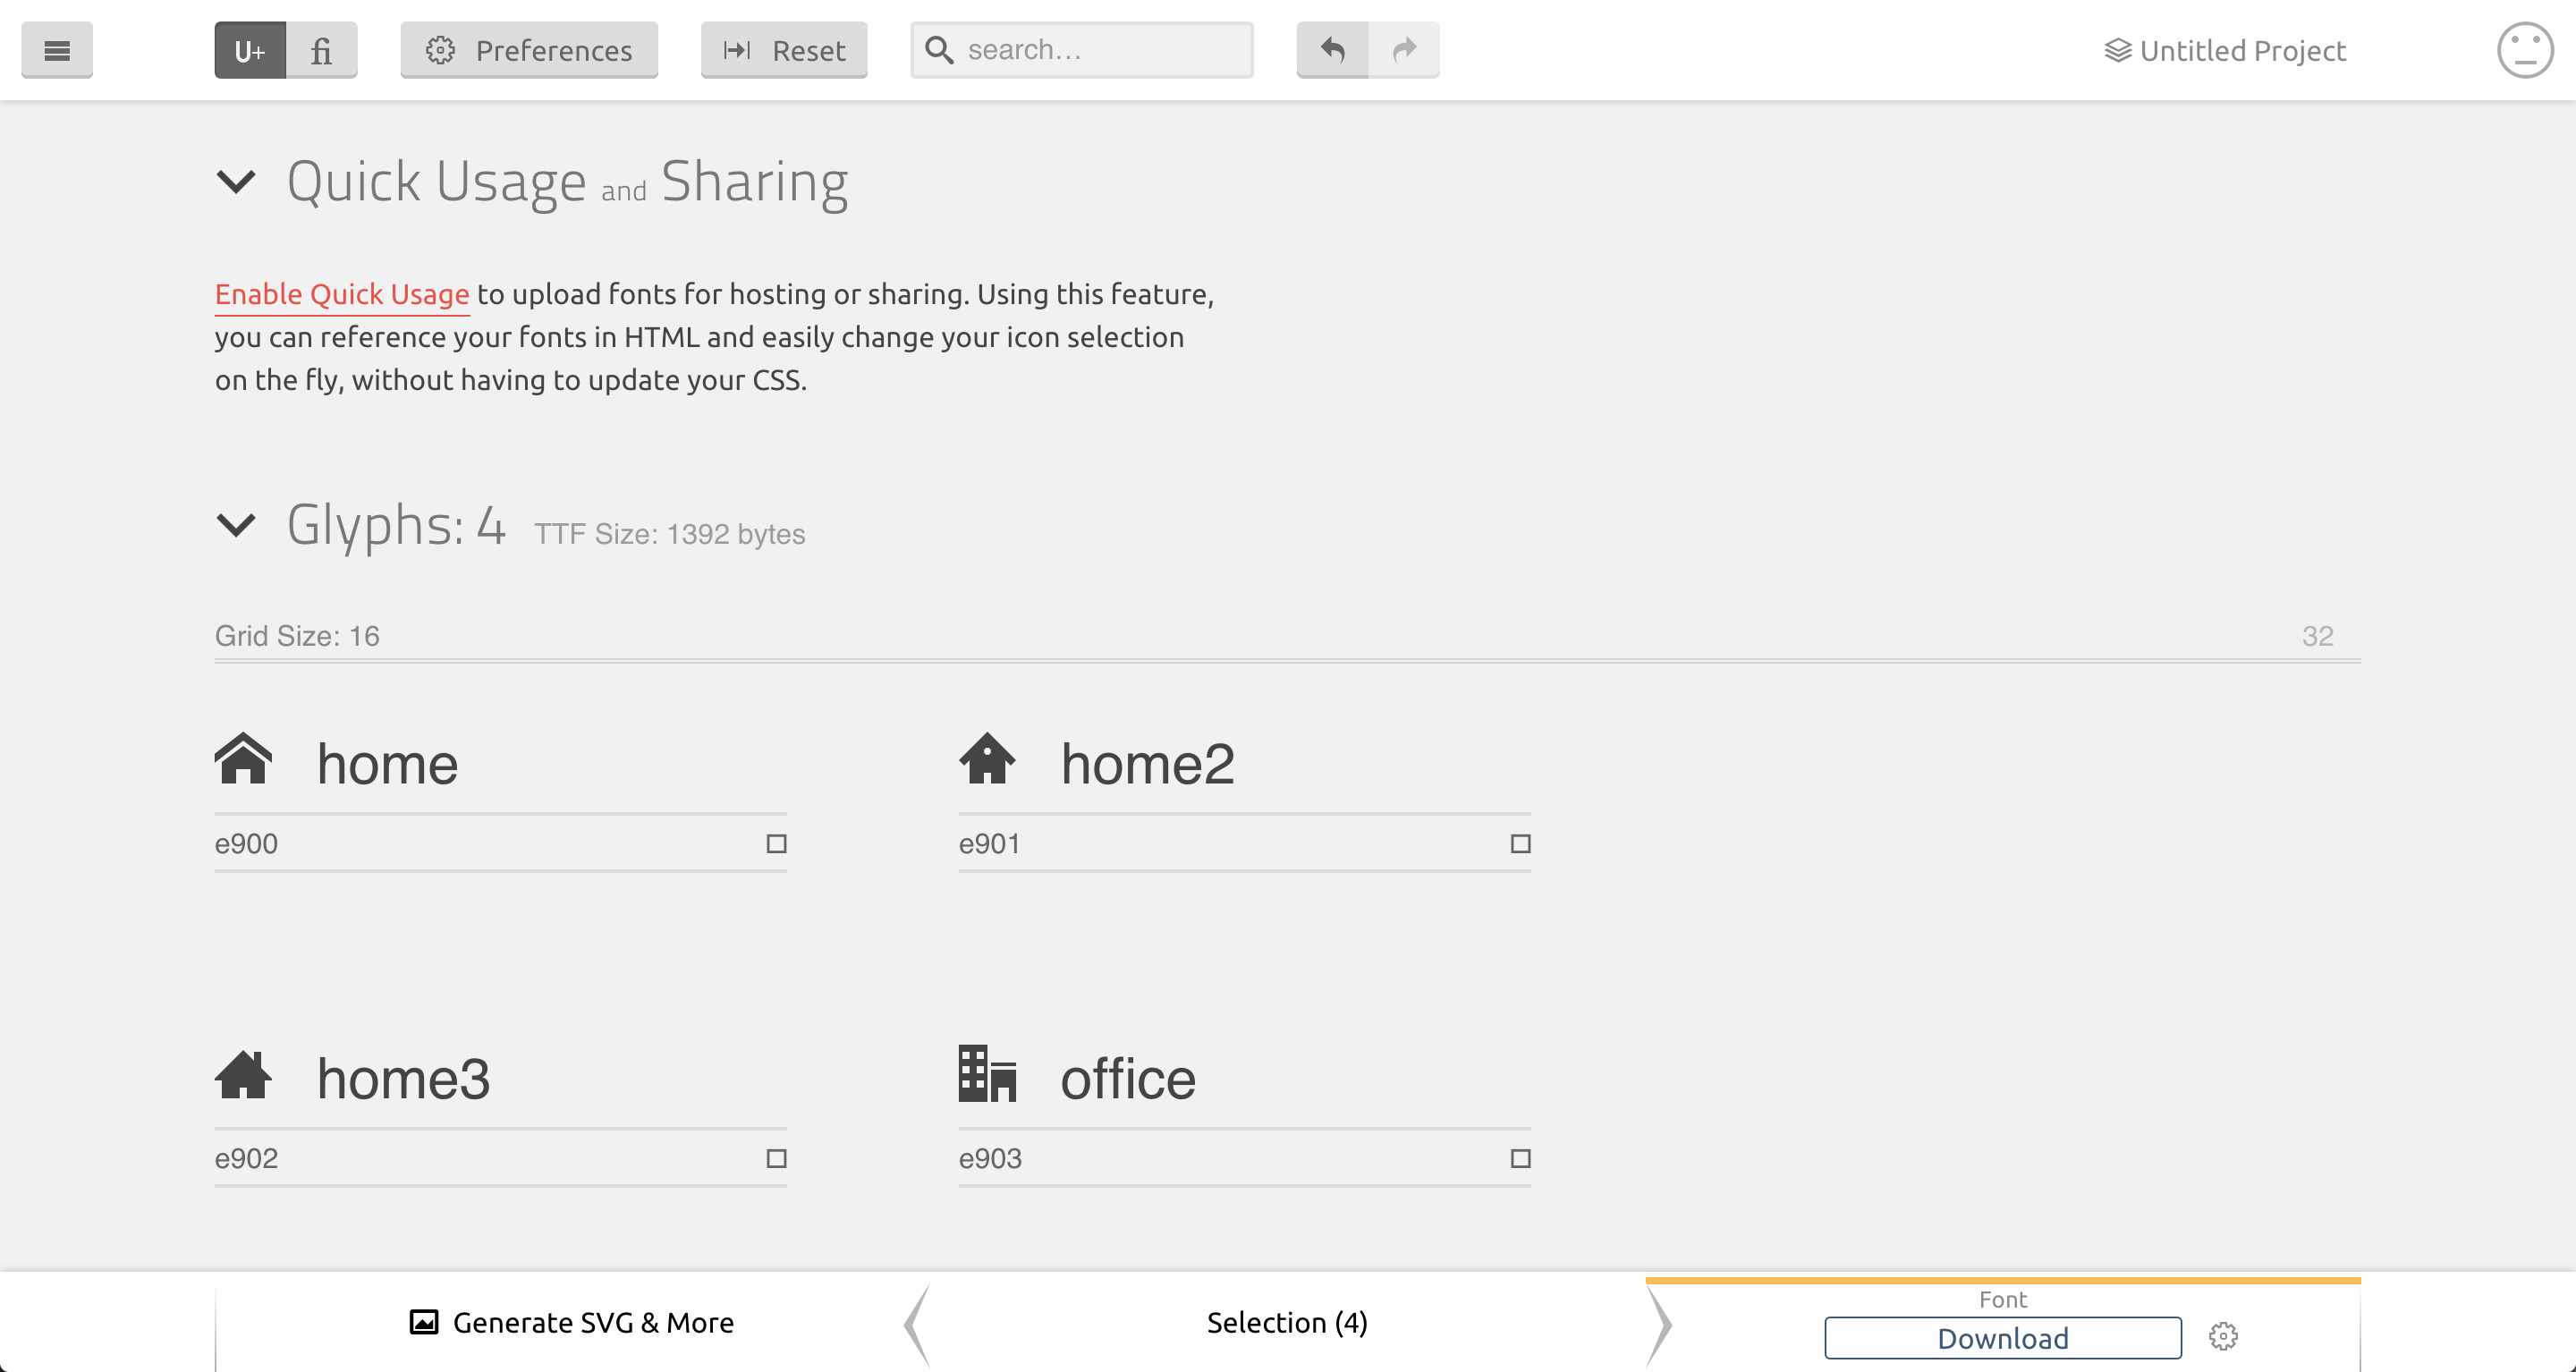 U+ fi Preferences Reset search... Untitled Project
Quick Usage and Sharing
Enable Quick Usage to upload fonts for hosting or sharing. Using this feature,
you can reference your fonts in HTML and easily change your icon selection
on the fly, without having to update your CSS.
Glyphs: 4 TTF Size: 1392 bytes
Grid Size: 16 32
home home2
e900 e901
home3 office
e902 e903
Generate SVG & More Selection (4) Font
Download